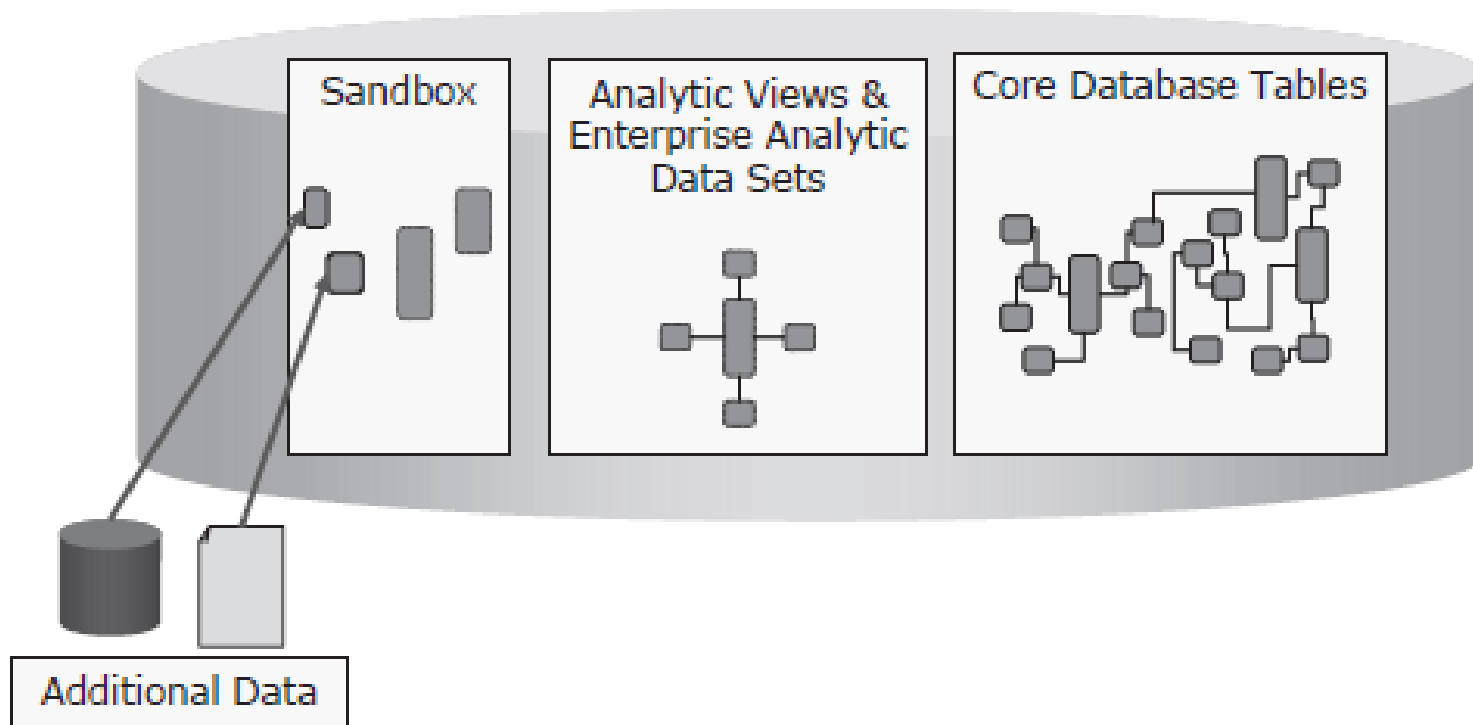 Sandbox
Analytic Views &
Enterprise Analytic
Data Sets
Core Database Tables
Additional Data